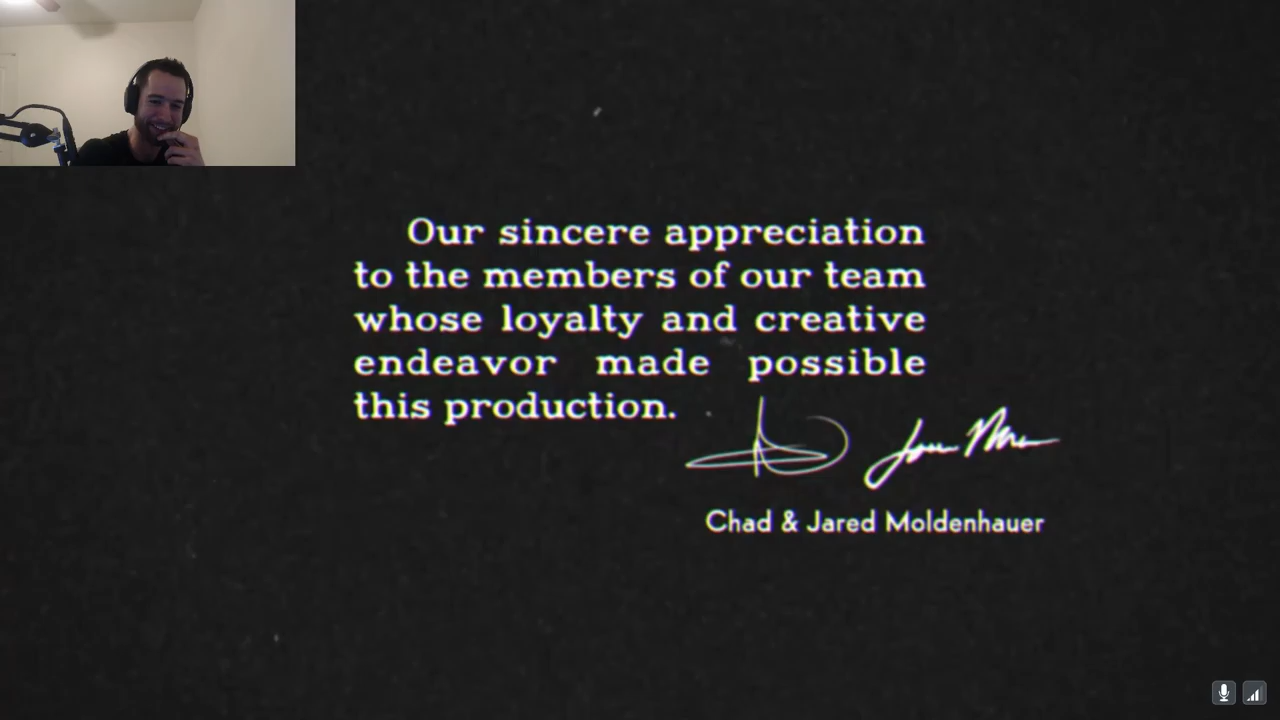 Our sincere appreciation
to the members of our team
whose loyalty and creative
endeavor made possible
this production.
Chad & Jared Moldenhauer